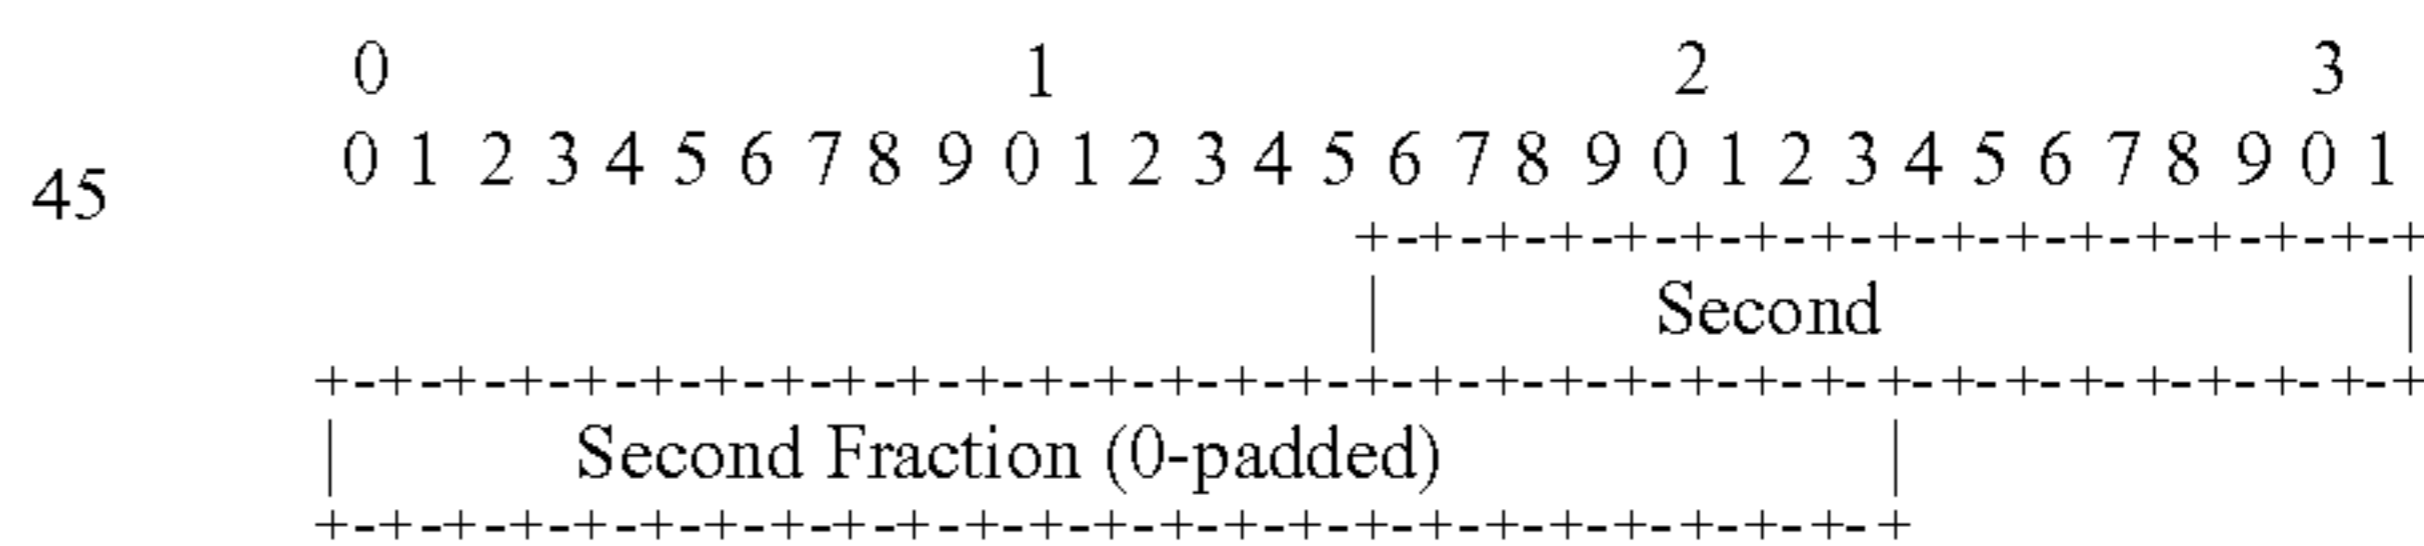 0 1 2 3
45 0 1 2 3 4 5 6 7 8 9 0 1 2 3 4 5 6 7 8 9 0 1 2 3 4 5 6 7 8 9 0 1
+-+-+-+-+-+-+-+-+-+-+-+-+-+-+-+-+
| Second |
+-+-+-+-+-+-+-+-+-+-+-+-+-+-+-+-+-+-+-+-+-+-+-+-+-+-+-+-+-+-+-+-+
| Second Fraction (0-padded) |
+-+-+-+-+-+-+-+-+-+-+-+-+-+-+-+-+-+-+-+-+-+-+-+-+